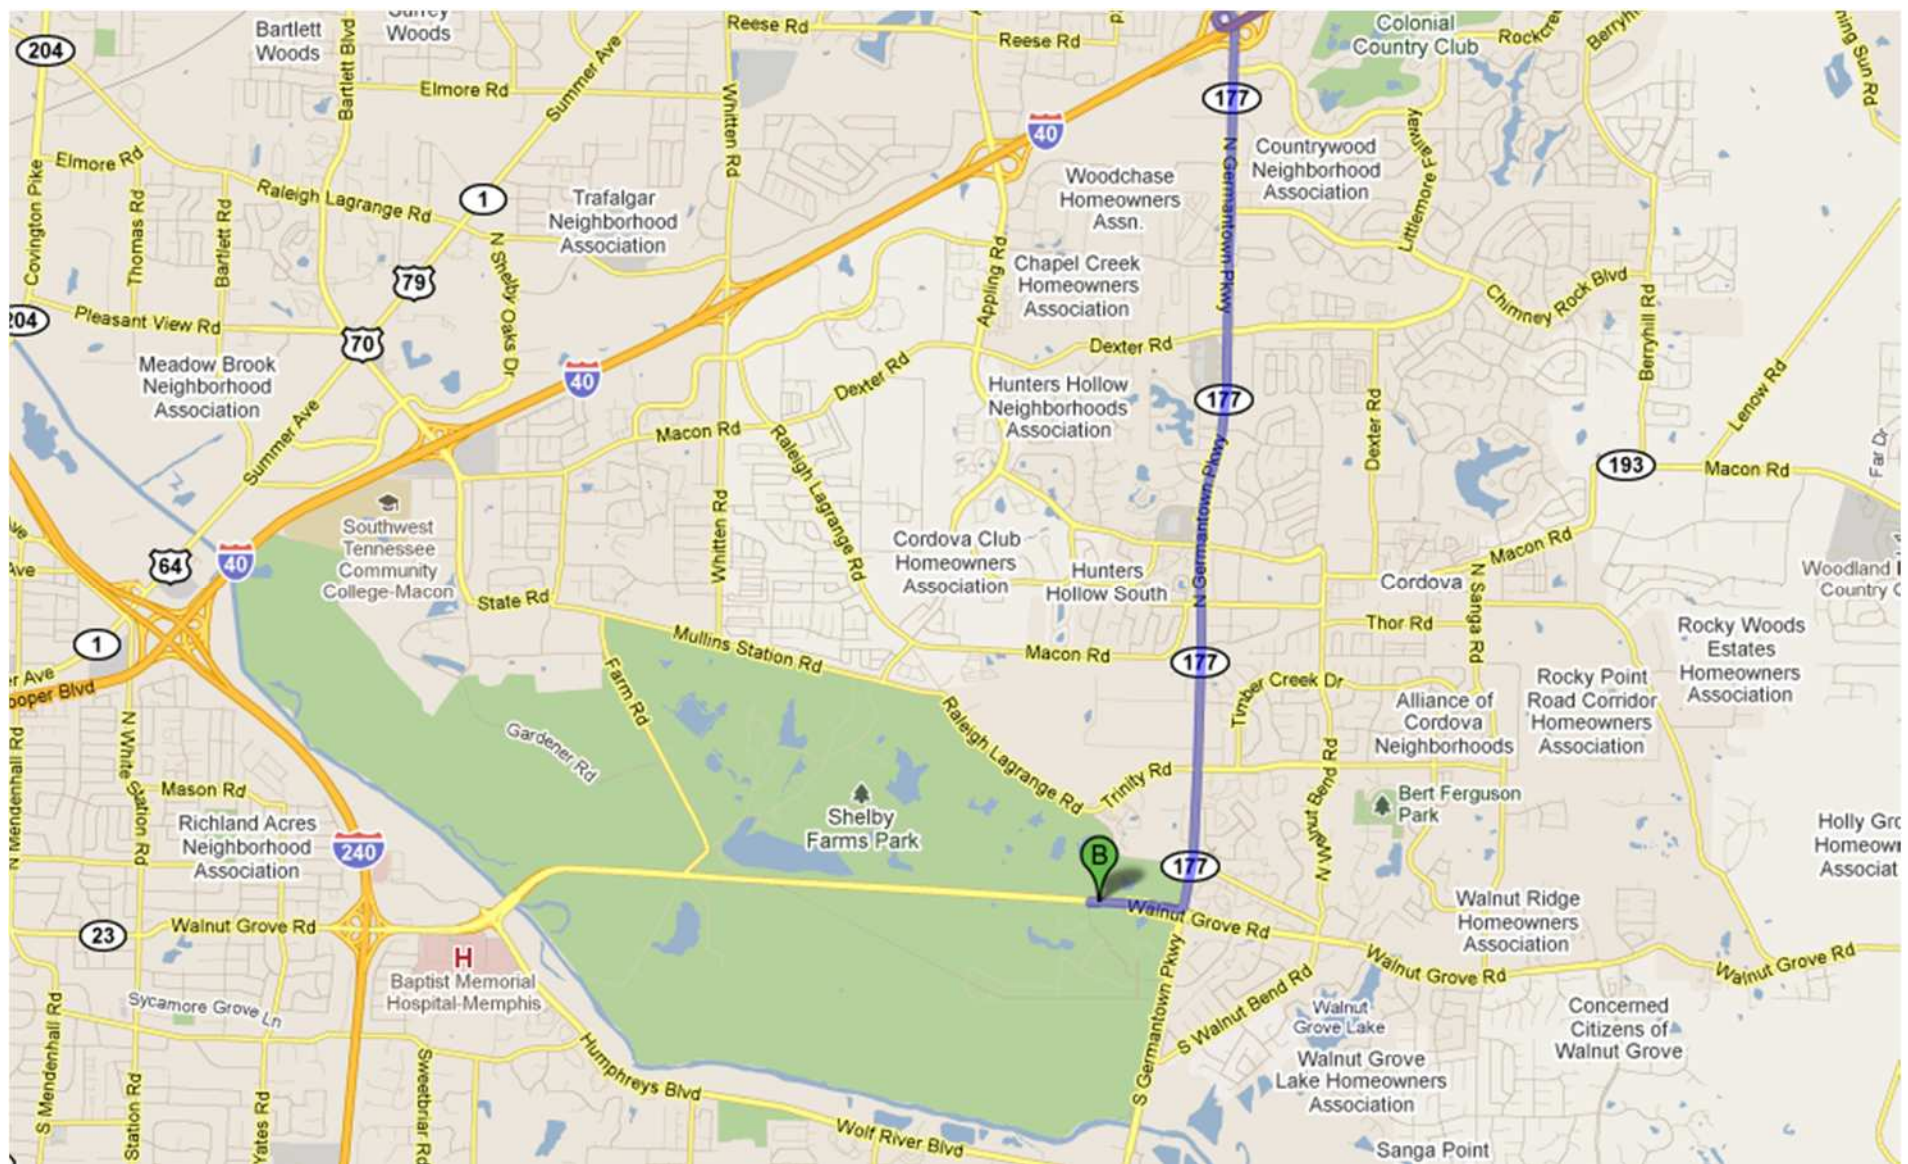 Bartlett
Woods
Surrey
Woods
Reese Rd
Reese Rd
Colonial
Country Club
204
Bartlett Blvd
Elmore Rd
Summer Ave
Whitten Rd
40
177
Elmore Rd
Covington Pike
Thomas Rd
Bartlett Rd
Raleigh Lagrange Rd
1
N Shelby Oaks Dr
Trafalgar
Neighborhood
Association
Woodchase
Homeowners
Assn.
N Germantown Pkwy
Countrywood
Neighborhood
Association
Littlemore Fairway
79
Appling Rd
Chapel Creek
Homeowners
Association
Chimney Rock Blvd
Berryhill Rd
204
Pleasant View Rd
70
Meadow Brook
Neighborhood
Association
Summer Ave
40
Dexter Rd
Dexter Rd
Hunters Hollow
Neighborhoods
Association
177
Dexter Rd
Lenow Rd
Far Dr
Macon Rd
Raleigh Lagrange Rd
193
Macon Rd
N Germantown Pkwy
Southwest
Tennessee
Community
College-Macon
64
40
Whitten Rd
Cordova Club
Homeowners
Association
Hunters
Hollow South
Macon Rd
Cordova
N Sanga Rd
Woodland
Country C
Ave
State Rd
1
Mullins Station Rd
Macon Rd
177
Thor Rd
Rocky Woods
Estates
Homeowners
Association
Farm Rd
Timber Creek Dr
Alliance of
Cordova
Neighborhoods
Rocky Point
Road Corridor
Homeowners
Association
er Ave
ooper Blvd
N Mendenhall Rd
N White Station Rd
Gardener Rd
Raleigh Lagrange Rd
Trinity Rd
N Walnut Bend Rd
Mason Rd
Richland Acres
Neighborhood
Association
240
Shelby
Farms Park
B
177
Bert Ferguson
Park
Holly Gro
Homeown
Associat
23
Walnut Grove Rd
H
Baptist Memorial
Hospital-Memphis
Walnut Grove Rd
Walnut Ridge
Homeowners
Association
Walnut Grove Rd
Walnut Grove Rd
Sycamore Grove Ln
S Germantown Pkwy
S Walnut Bend Rd
Walnut
Grove Lake
Walnut Grove
Lake Homeowners
Association
Concerned
Citizens of
Walnut Grove
S Mendenhall Rd
Station Rd
Yates Rd
Sweetbriar Rd
Humphreys Blvd
Wolf River Blvd
Sanga Point